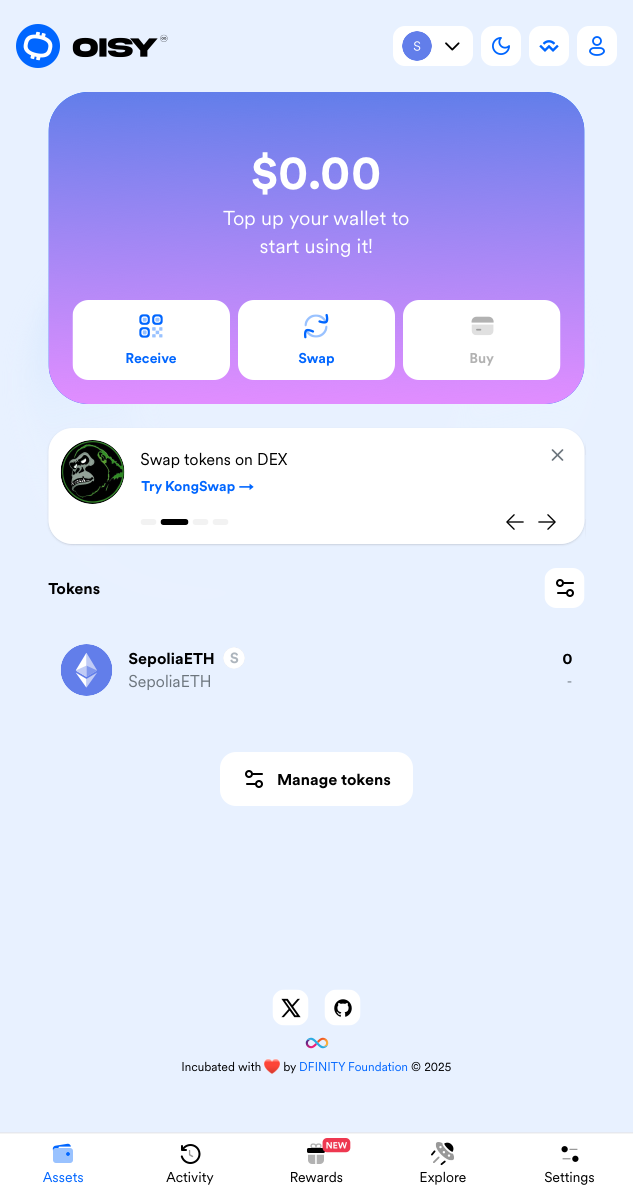 OISY
S
$0.00
Top up your wallet to
start using it!
Receive
Swap
Buy
Swap tokens on DEX
Try KongSwap →
Tokens
SepoliaETH S
0
SepoliaETH
-
Manage tokens
Incubated with ❤️ by DFINITY Foundation © 2025
NEW
Assets
Activity
Rewards
Explore
Settings